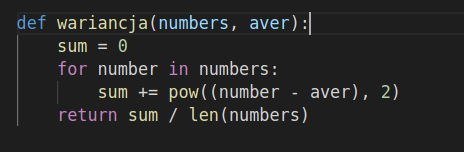 def wariancja(numbers, aver):
    sum = 0
    for number in numbers:
        sum += pow((number - aver), 2)
    return sum / len(numbers)